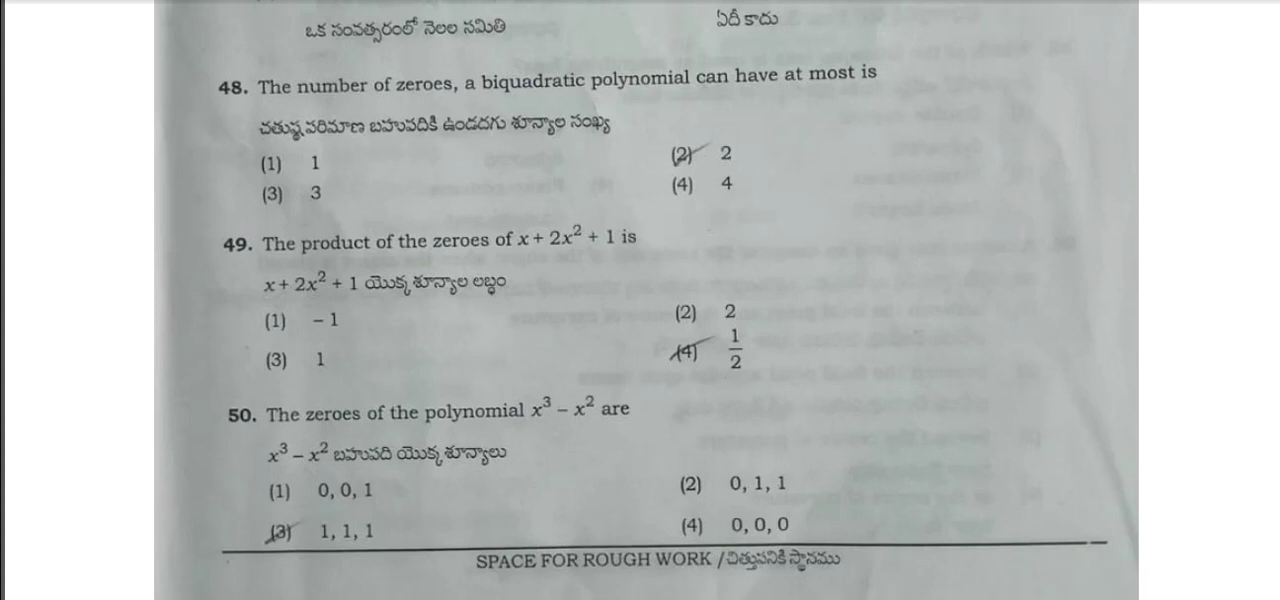 ఒక సంవత్సరంలో నెలల సమితి ఏదీ కాదు
48. The number of zeroes, a biquadratic polynomial can have at most is
చతుర్థ పరిమాణ బహుపదికి ఉండదగు శూన్యాల సంఖ్య
(1) 1 (2) 2
(3) 3 (4) 4
49. The product of the zeroes of x + 2x² + 1 is
x + 2x² + 1 యొక్క శూన్యాల లబ్ధం
(1) – 1 (2) 2
(3) 1 (4) 1/2
50. The zeroes of the polynomial x³ – x² are
x³ – x² బహుపది యొక్క శూన్యాలు
(1) 0, 0, 1 (2) 0, 1, 1
(3) 1, 1, 1 (4) 0, 0, 0
SPACE FOR ROUGH WORK / చిత్తుపనికి స్థానము